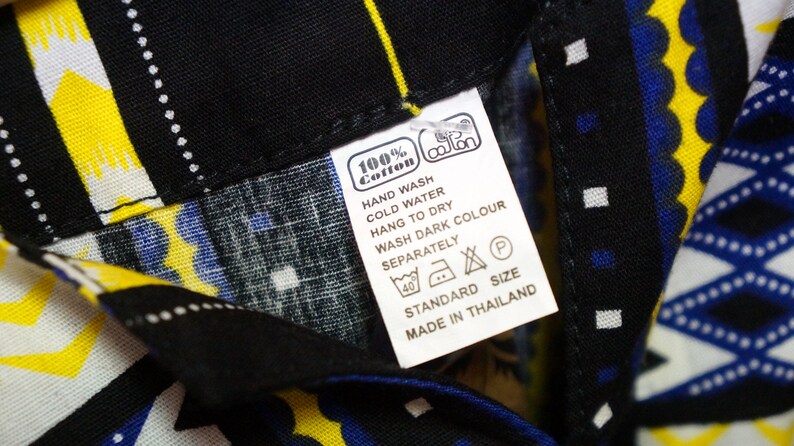 100%
Cotton
Cotton
HAND WASH
COLD WATER
HANG TO DRY
WASH DARK COLOUR
SEPARATELY
40 P
STANDARD SIZE
MADE IN THAILAND